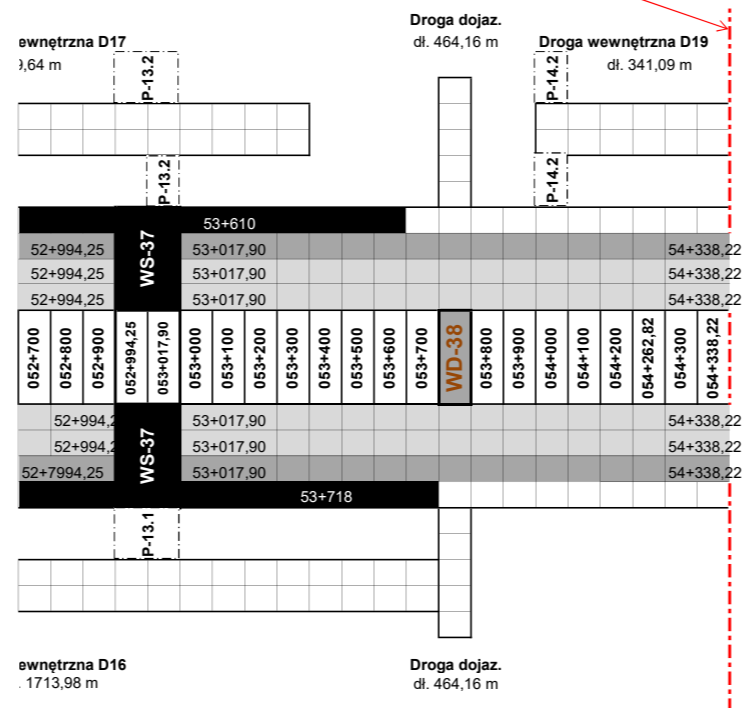 Droga dojaz.
ewnętrzna D17
dł. 464,16 m
Droga wewnętrzna D19
9,64 m
dł. 341,09 m
P-13.2
P-14.2
P-13.2
P-14.2
53+610
WS-37
52+994,25 53+017,90 54+338,22
52+994,25 53+017,90 54+338,22
52+994,25 53+017,90 54+338,22
052+700 052+800 052+900 052+994,25 053+017,90 053+000 053+100 053+200 053+300 053+400 053+500 053+600 053+700 WD-38 053+800 053+900 054+000 054+100 054+200 054+262,82 054+300 054+338,22
52+994,2 53+017,90 54+338,22
52+994,2 53+017,90 54+338,22
WS-37
52+7994,25 53+017,90 54+338,22
53+718
P-13.1
ewnętrzna D16
. 1713,98 m
Droga dojaz.
dł. 464,16 m